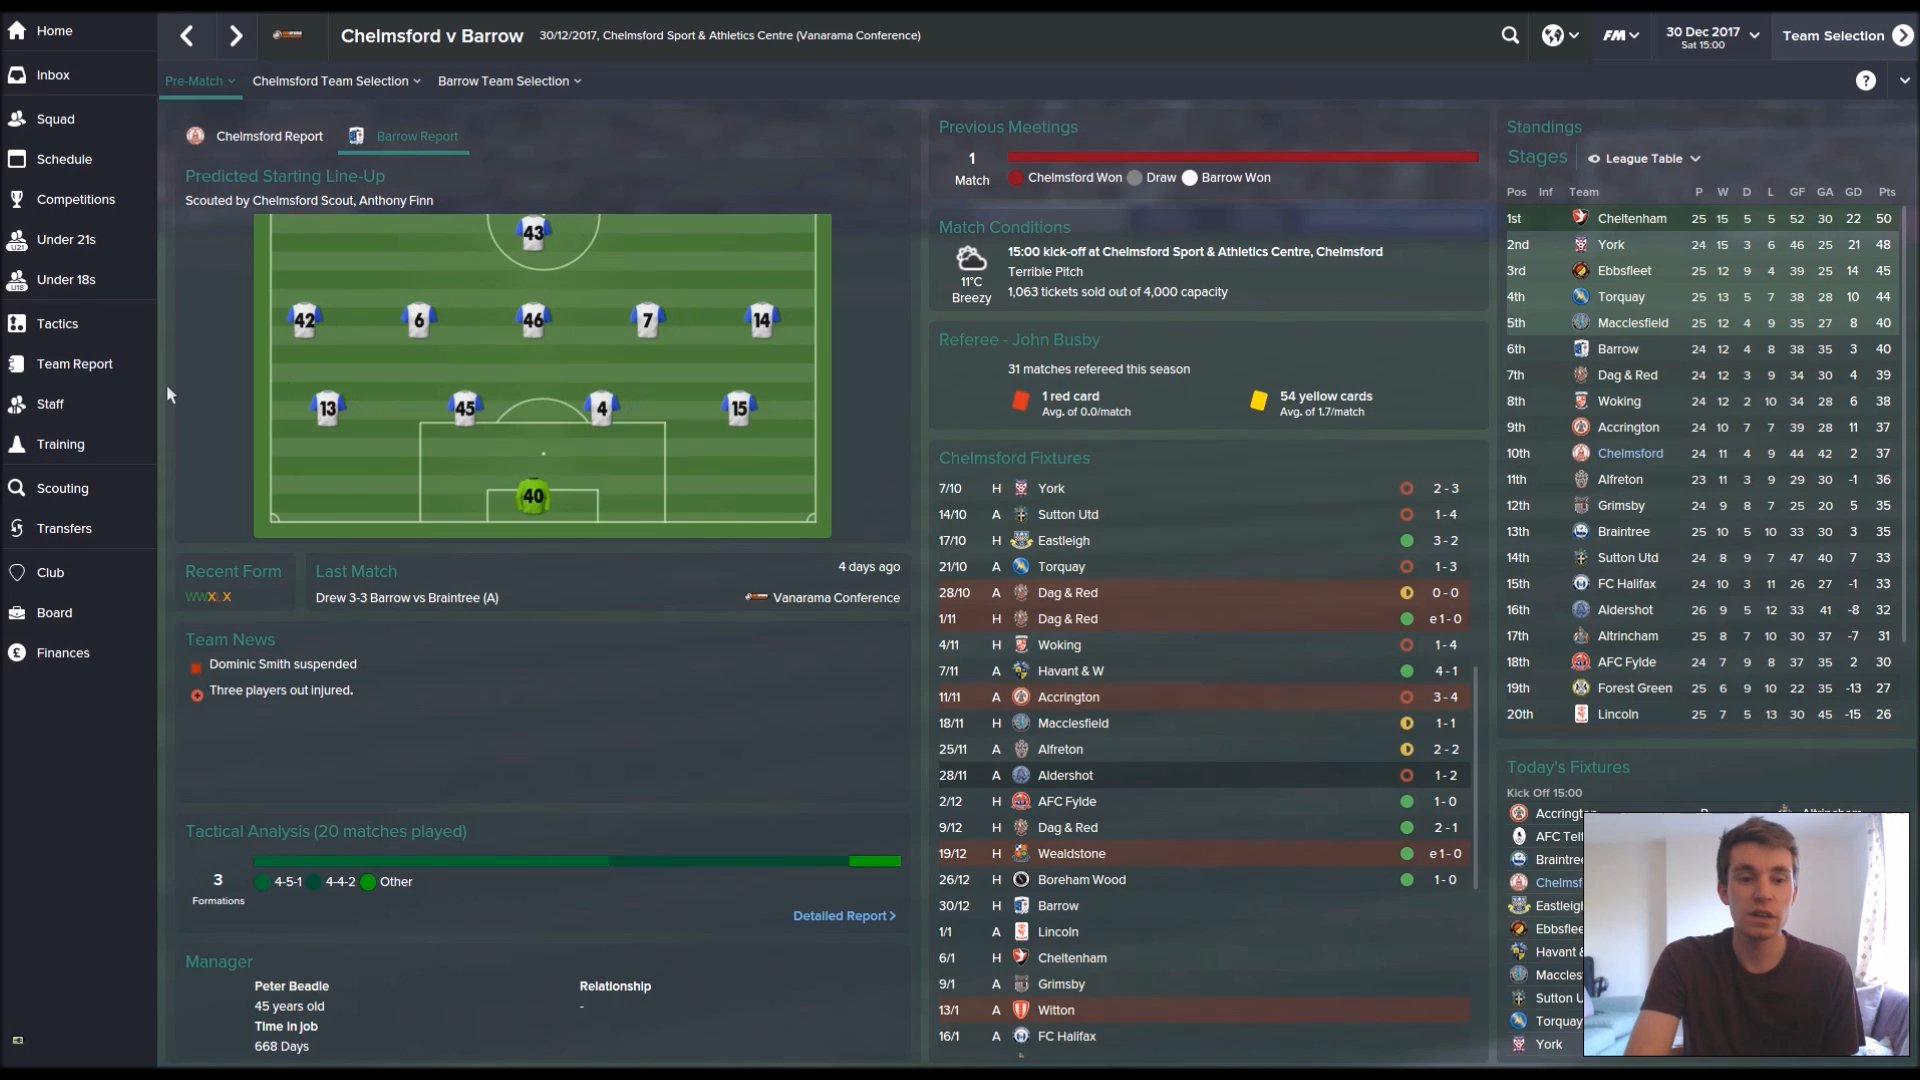 Home
Inbox
Squad
Schedule
Competitions
U21 Under 21s
U18 Under 18s
Tactics
Team Report
Staff
Training
Scouting
Transfers
Club
Board
Finances
Chelmsford v Barrow 30/12/2017, Chelmsford Sport & Athletics Centre (Vanarama Conference)
FM 30 Dec 2017 Sat 15:00 Team Selection
Pre-Match Chelmsford Team Selection Barrow Team Selection ?
Chelmsford Report Barrow Report
Predicted Starting Line-Up
Scouted by Chelmsford Scout, Anthony Finn
43
42 6 46 7 14
13 45 4 15
40
Recent Form
Last Match 4 days ago
Drew 3-3 Barrow vs Braintree (A) Vanarama Conference
Team News
Dominic Smith suspended
Three players out injured.
Tactical Analysis (20 matches played)
3 Formations
4-5-1 4-4-2 Other
Detailed Report >
Manager
Peter Beadle
45 years old
Time in job
668 Days
Relationship
-
Previous Meetings
1 Match
Chelmsford Won Draw Barrow Won
Match Conditions
11°C
Breezy
15:00 kick-off at Chelmsford Sport & Athletics Centre, Chelmsford
Terrible Pitch
1,063 tickets sold out of 4,000 capacity
Referee - John Busby
31 matches refereed this season
1 red card
Avg. of 0.0/match
54 yellow cards
Avg. of 1.7/match
Chelmsford Fixtures
7/10 H York 2 - 3
14/10 A Sutton Utd 1 - 4
17/10 H Eastleigh 3 - 2
21/10 A Torquay 1 - 3
28/10 A Dag & Red 0 - 0
1/11 H Dag & Red e 1 - 0
4/11 H Woking 1 - 4
7/11 A Havant & W 4 - 1
11/11 A Accrington 3 - 4
18/11 H Macclesfield 1 - 1
25/11 A Alfreton 2 - 2
28/11 A Aldershot 1 - 2
2/12 H AFC Fylde 1 - 0
9/12 H Dag & Red 2 - 1
19/12 H Wealdstone e 1 - 0
26/12 H Boreham Wood 1 - 0
30/12 H Barrow
1/1 A Lincoln
6/1 H Cheltenham
9/1 A Grimsby
13/1 A Witton
16/1 A FC Halifax
Standings
Stages League Table
Pos Inf Team P W D L GF GA GD Pts
1st Cheltenham 25 15 5 5 52 30 22 50
2nd York 24 15 3 6 46 25 21 48
3rd Ebbsfleet 25 12 9 4 39 25 14 45
4th Torquay 25 13 5 7 38 28 10 44
5th Macclesfield 25 12 4 9 35 27 8 40
6th Barrow 24 12 4 8 38 35 3 40
7th Dag & Red 24 12 3 9 34 30 4 39
8th Woking 24 12 2 10 34 28 6 38
9th Accrington 24 10 7 7 39 28 11 37
10th Chelmsford 24 11 4 9 44 42 2 37
11th Alfreton 23 11 3 9 29 30 -1 36
12th Grimsby 24 9 8 7 25 20 5 35
13th Braintree 25 10 5 10 33 30 3 35
14th Sutton Utd 24 8 9 7 47 40 7 33
15th FC Halifax 24 10 3 11 26 27 -1 33
16th Aldershot 26 9 5 12 33 41 -8 32
17th Altrincham 25 8 7 10 30 37 -7 31
18th AFC Fylde 24 7 9 8 37 35 2 30
19th Forest Green 25 6 9 10 22 35 -13 27
20th Lincoln 25 7 5 13 30 45 -15 26
Today's Fixtures
Kick Off 15:00
York